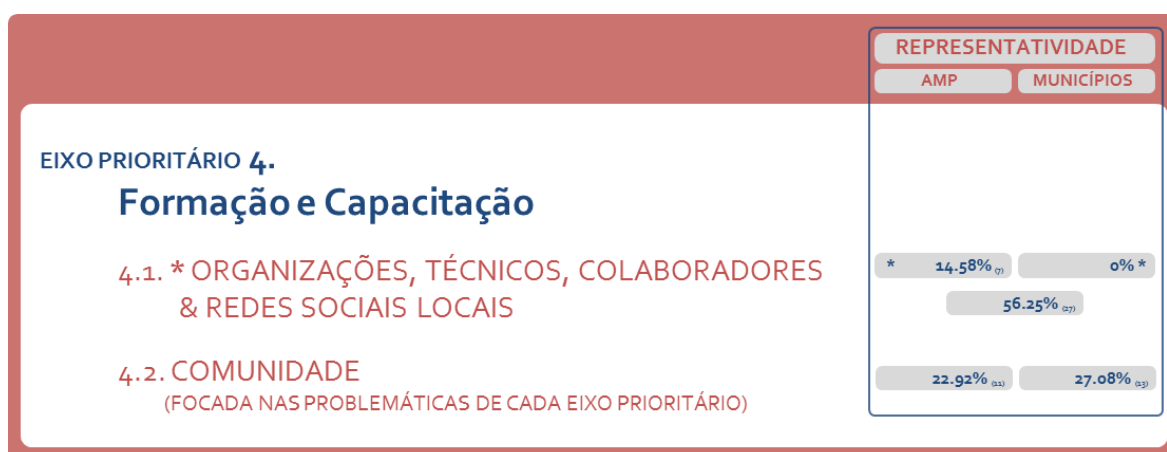 REPRESENTATIVIDADE
AMP MUNICÍPIOS
EIXO PRIORITÁRIO 4.
Formação e Capacitação
4.1. * ORGANIZAÇÕES, TÉCNICOS, COLABORADORES
& REDES SOCIAIS LOCAIS
* 14.58% (7) 0% *
56.25% (27)
4.2. COMUNIDADE
(FOCADA NAS PROBLEMÁTICAS DE CADA EIXO PRIORITÁRIO)
22.92% (11) 27.08% (13)